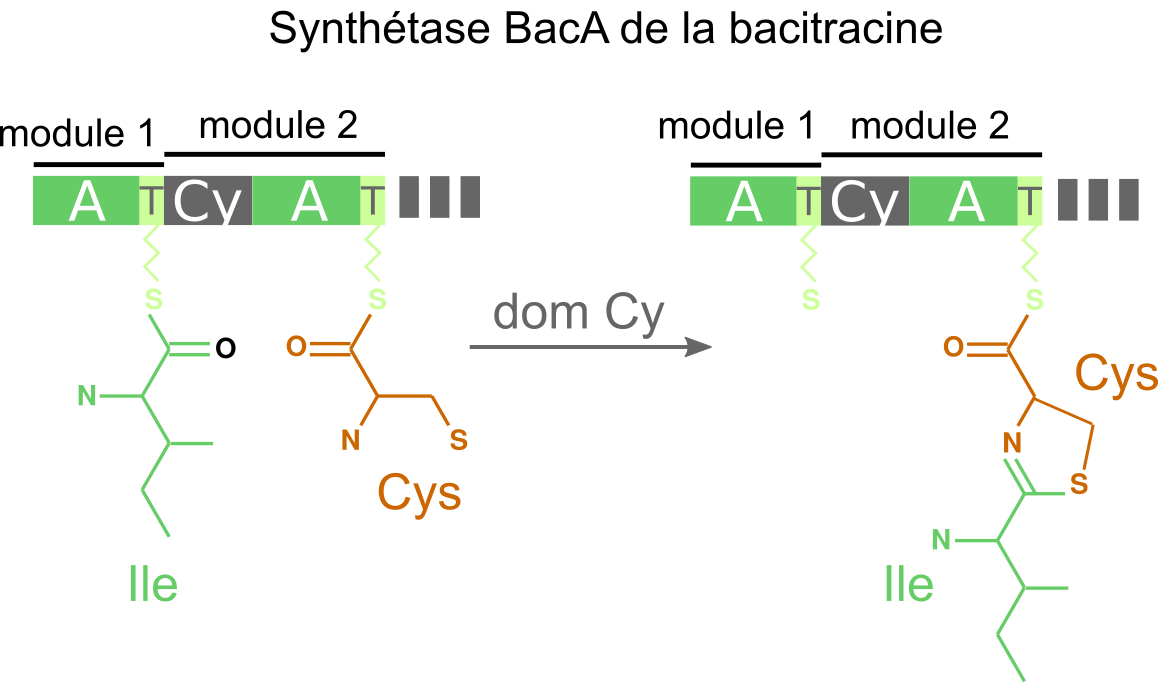 Synthétase BacA de la bacitracine
module 1 module 2 module 1 module 2
A T Cy A T A T Cy A T
S S S S
dom Cy
O O O
Cys
N
N S N
Cys S
N
Ile Ile